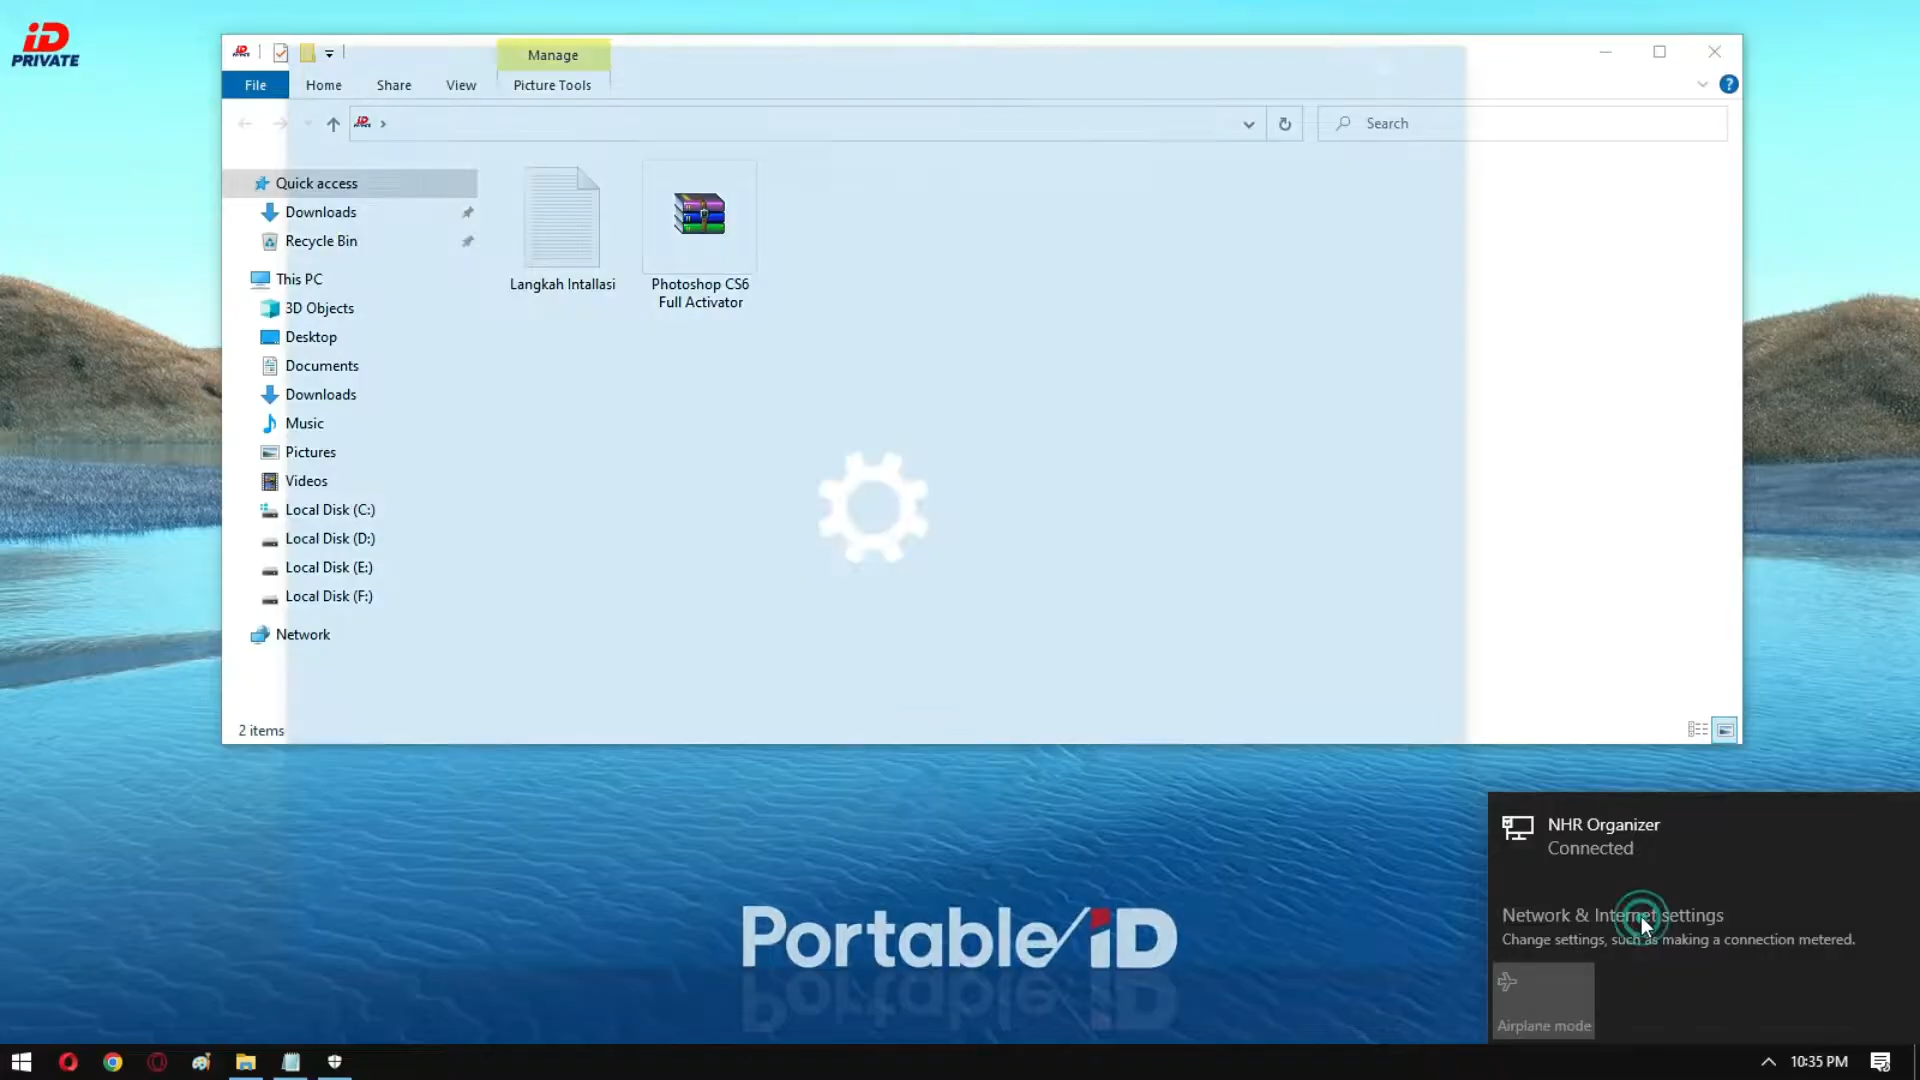 iD
PRIVATE
Manage
File
Home
Share
View
Picture Tools
Search
Quick access
Downloads
Recycle Bin
This PC
3D Objects
Desktop
Documents
Downloads
Music
Pictures
Videos
Local Disk (C:)
Local Disk (D:)
Local Disk (E:)
Local Disk (F:)
Network
Langkah Intallasi
Photoshop CS6
Full Activator
2 items
NHR Organizer
Connected
Network & Internet settings
Change settings, such as making a connection metered.
Airplane mode
Portable/iD
10:35 PM